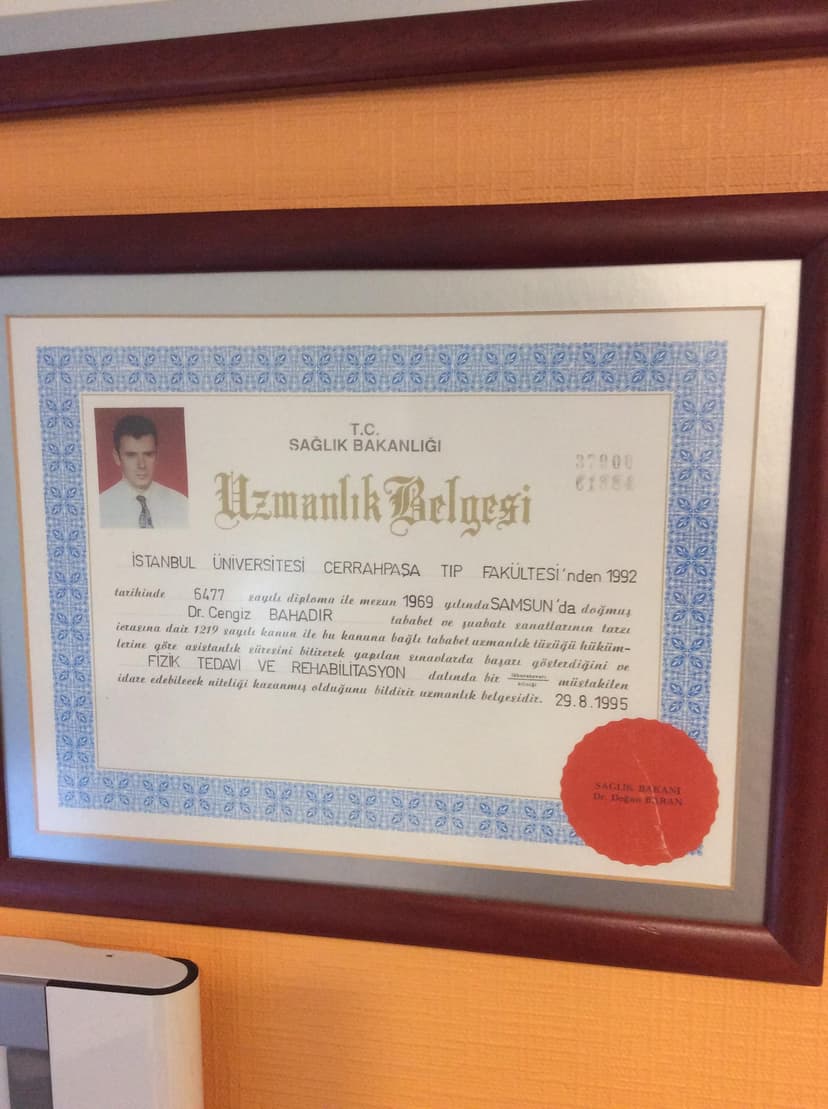 T.C.
SAĞLIK BAKANLIĞI
Uzmanlık Belgesi
İSTANBUL ÜNİVERSİTESİ CERRAHPAŞA TIP FAKÜLTESİ'nden 1992
tarihinde 6477 sayılı diploma ile mezun 1969 yılında SAMSUN'da doğmuş
Dr. Cengiz BAHADIR tababet ve şuabatı sanatlarının tarzı
icrasına dair 1219 sayılı kanun ile bu kanuna bağlı tababet uzmanlık tüzüğü hüküm-
lerine göre asistanlık süresini bitirerek yapılan sınavlarda başarı gösterdiğini ve
FİZİK TEDAVİ VE REHABILITASYON dalında bir müstakilen
idare edebilecek niteliği kazanmış olduğunu bildirir uzmanlık belgesidir. 29.8.1995
SAĞLIK BAKANI
Dr. Doğan BARAN